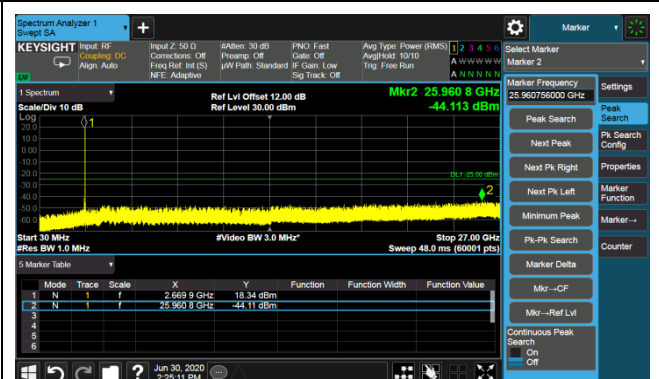 Spectrum Analyzer 1
Swept SA
Marker
KEYSIGHT Input: RF Input Z: 50 Ω #Atten: 30 dB PNO: Fast Avg Type: Power (RMS) 1 2 3 4 5 6
Coupling: DC Corrections: Off Preamp: Off Gate: Off Avg|Hold: 10/10 A W W W W W
Align: Auto Freq Ref: Int (S) µW Path: Standard IF Gain: Low Trig: Free Run
NFE: Adaptive Sig Track: Off A N N N N N
LXI
Select Marker
Marker 2
1 Spectrum Ref Lvl Offset 12.00 dB Mkr2 25.960 8 GHz
Scale/Div 10 dB Ref Level 30.00 dBm -44.113 dBm
Log
20.0
10.0
0.00
-10.0
-20.0
-30.0
-40.0
-50.0
-60.0
1
DL1 -25.00 dBm
2
Start 30 MHz #Video BW 3.0 MHz* Stop 27.00 GHz
#Res BW 1.0 MHz Sweep 48.0 ms (60001 pts)
5 Marker Table
Mode Trace Scale X Y Function Function Width Function Value
1 N 1 f 2.669 9 GHz 18.34 dBm
2 N 1 f 25.960 8 GHz -44.11 dBm
3
4
5
6
Jun 30, 2020
2:25:11 PM
Marker Frequency
25.960756000 GHz
Peak Search
Next Peak
Next Pk Right
Next Pk Left
Minimum Peak
Pk-Pk Search
Marker Delta
Mkr→CF
Mkr→Ref Lvl
Continuous Peak
Search
On
Off
Settings
Peak
Search
Pk Search
Config
Properties
Marker
Function
Marker→
Counter